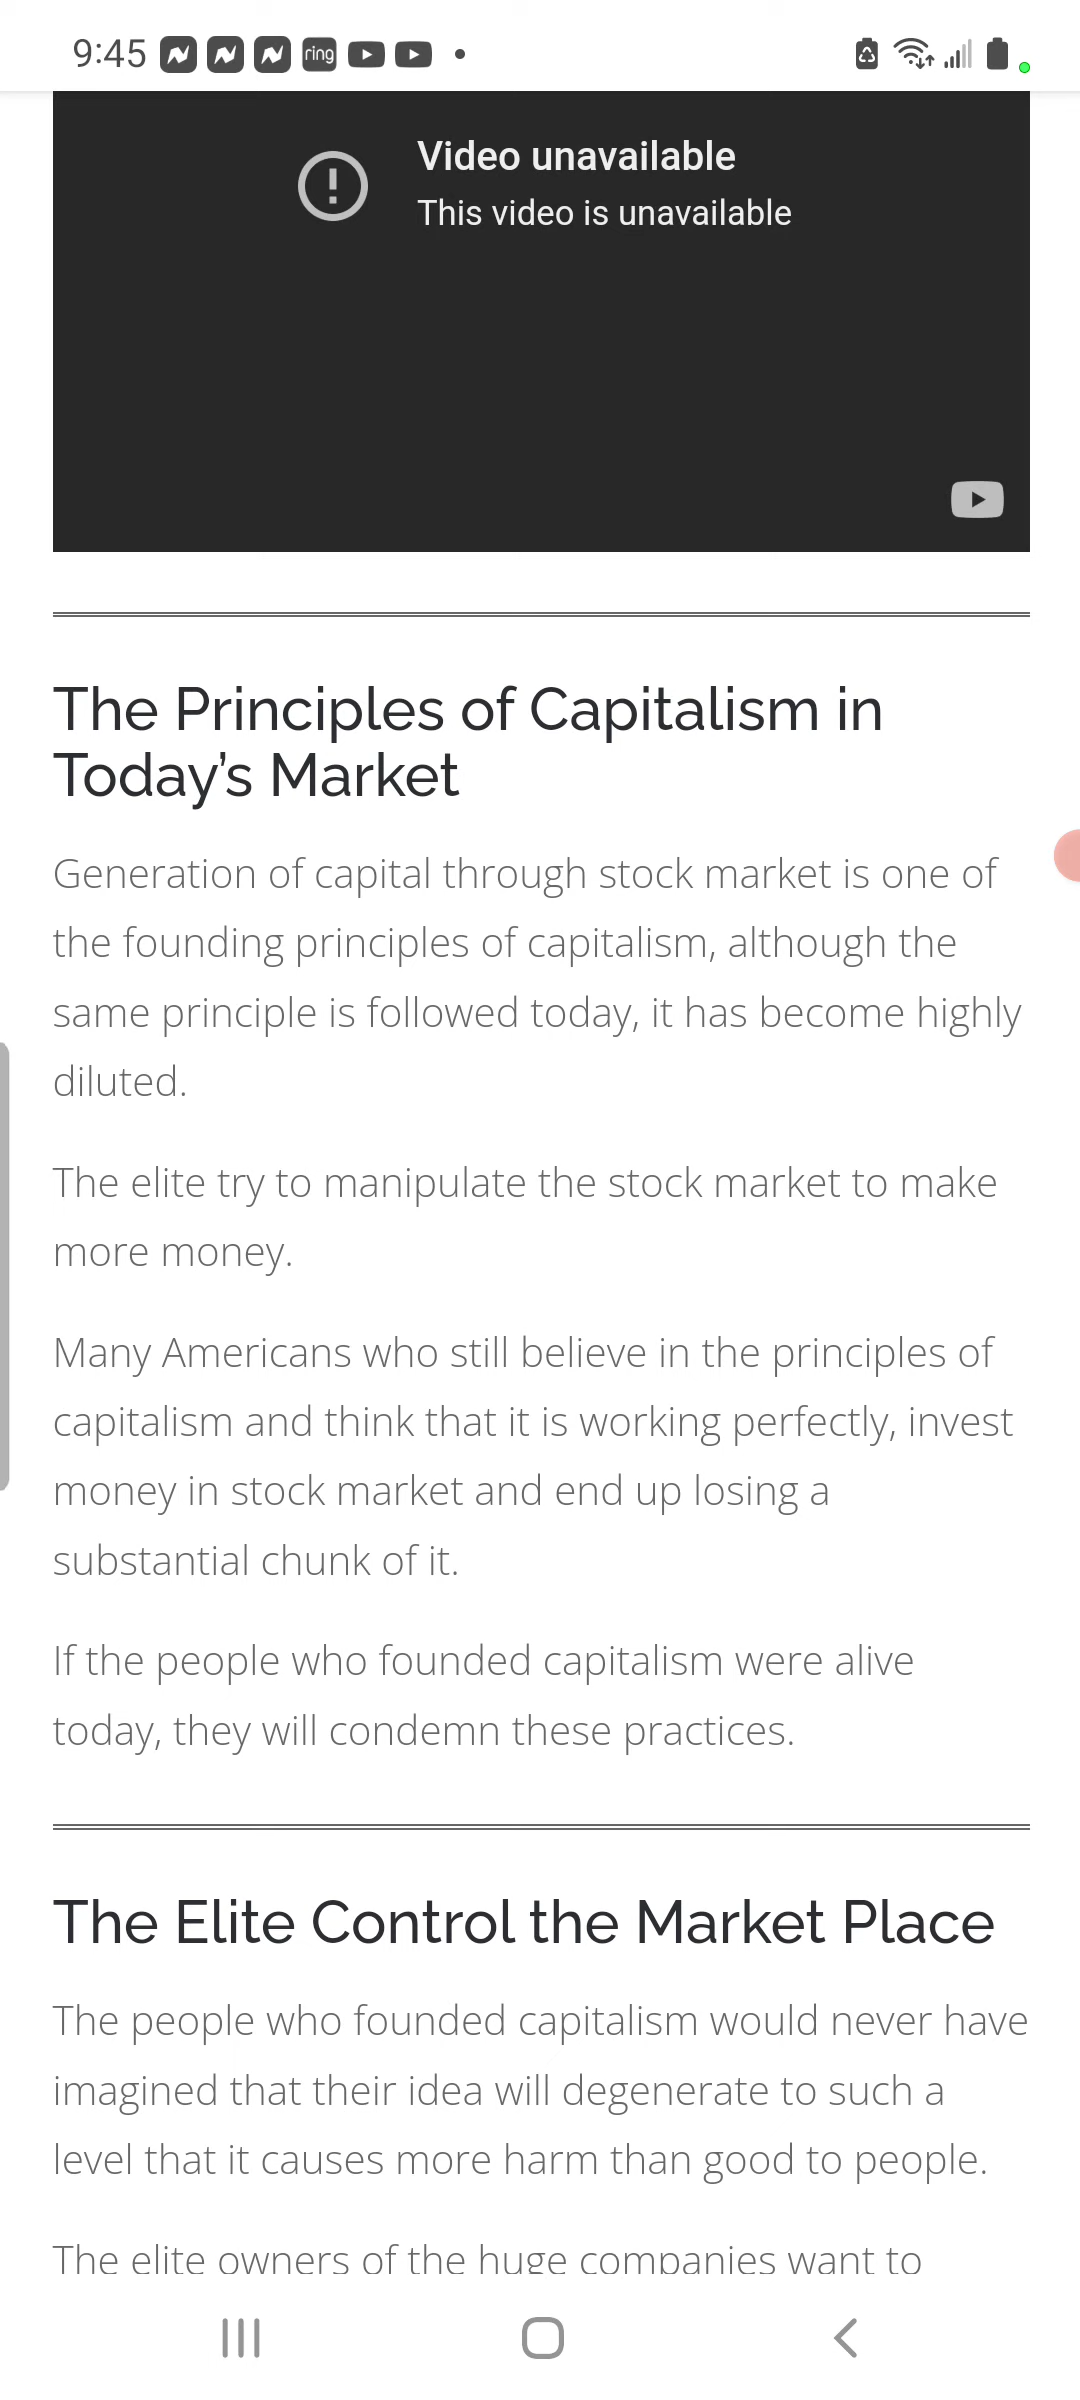 9:45
ring
Video unavailable
This video is unavailable
The Principles of Capitalism in
Today’s Market
Generation of capital through stock market is one of
the founding principles of capitalism, although the
same principle is followed today, it has become highly
diluted.
The elite try to manipulate the stock market to make
more money.
Many Americans who still believe in the principles of
capitalism and think that it is working perfectly, invest
money in stock market and end up losing a
substantial chunk of it.
If the people who founded capitalism were alive
today, they will condemn these practices.
The Elite Control the Market Place
The people who founded capitalism would never have
imagined that their idea will degenerate to such a
level that it causes more harm than good to people.
The elite owners of the huge companies want to